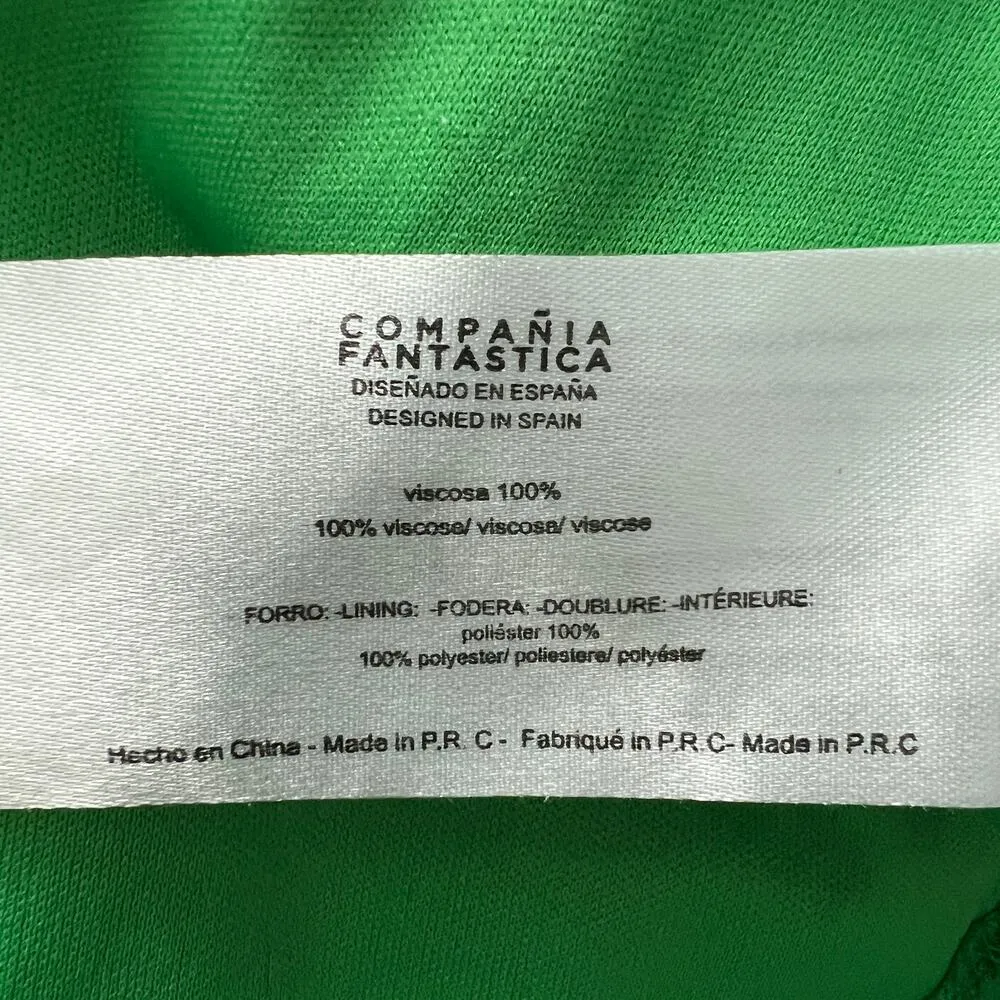 COMPAÑIA
FANTASTICA
DISEÑADO EN ESPAÑA
DESIGNED IN SPAIN
viscosa 100%
100% viscose/ viscosa/ viscose
FORRO: -LINING: -FODERA: -DOUBLURE: -INTÉRIEURE:
poliéster 100%
100% polyester/ poliestere/ polyéster
Hecho en China - Made in P.R. C - Fabriqué in P.R.C- Made in P.R.C